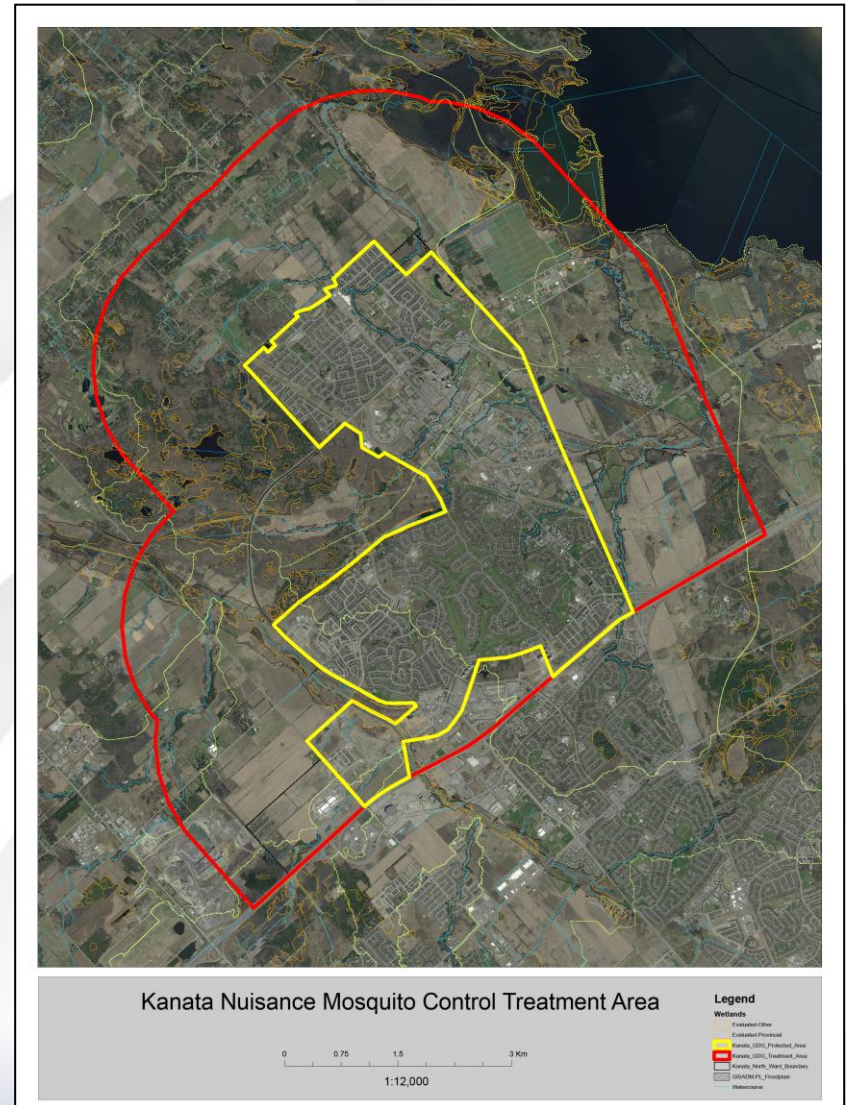 Kanata Nuisance Mosquito Control Treatment Area
0 0.75 1.5 3 Km
1:12,000
Legend
Wetlands
Evaluated-Other
Evaluated-Provincial
Kanata_GDG_Protected_Area
Kanata_GDG_Treatment_Area
Kanata_North_Ward_Boundary
GISADM.PL_Floodplain
Watercourse